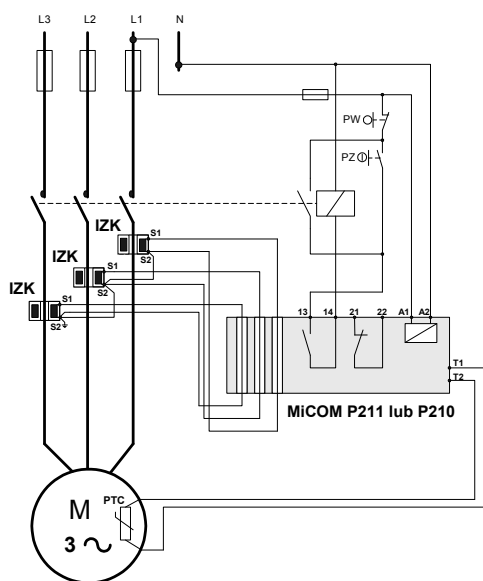 L3 L2 L1 N
PW
PZ
IZK S1
S2
IZK S1
S2
IZK S1
S2
13 14 21 22 A1 A2
T1
T2
MiCOM P211 lub P210
M
PTC
3